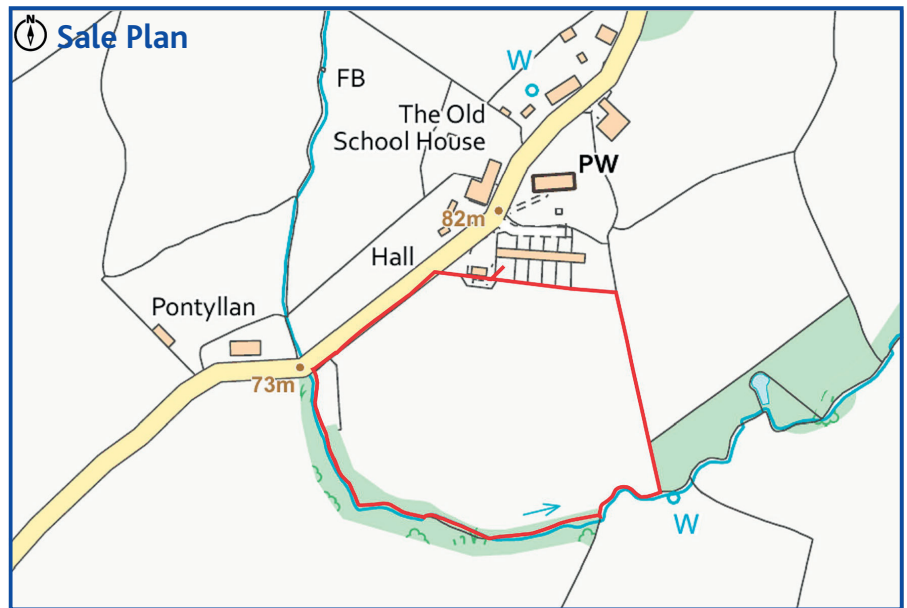 Sale Plan
W
FB
The Old
School House
PW
82m
Hall
Pontyllan
73m
W